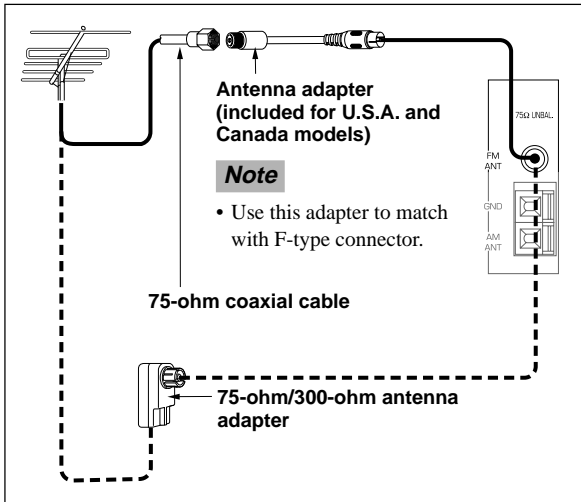 Antenna adapter
(included for U.S.A. and
Canada models)
Note
• Use this adapter to match
with F-type connector.
75-ohm coaxial cable
75Ω UNBAL.
FM
ANT
GND
AM
ANT
75-ohm/300-ohm antenna
adapter